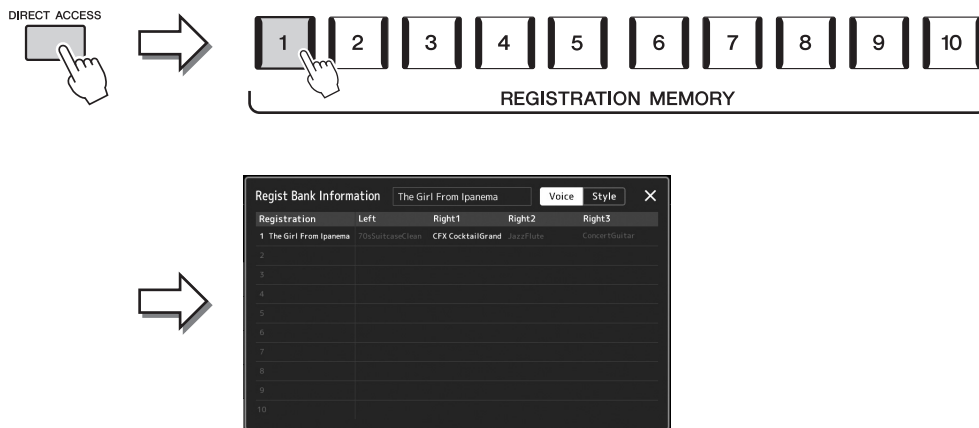 DIRECT ACCESS
1 2 3 4 5 6 7 8 9 10
REGISTRATION MEMORY
Regist Bank Information The Girl From Ipanema Voice Style X
Registration Left Right1 Right2 Right3
1 The Girl From Ipanema 70sSuitcaseClean CFX CocktailGrand JazzFlute ConcertGuitar
2
3
4
5
6
7
8
9
10